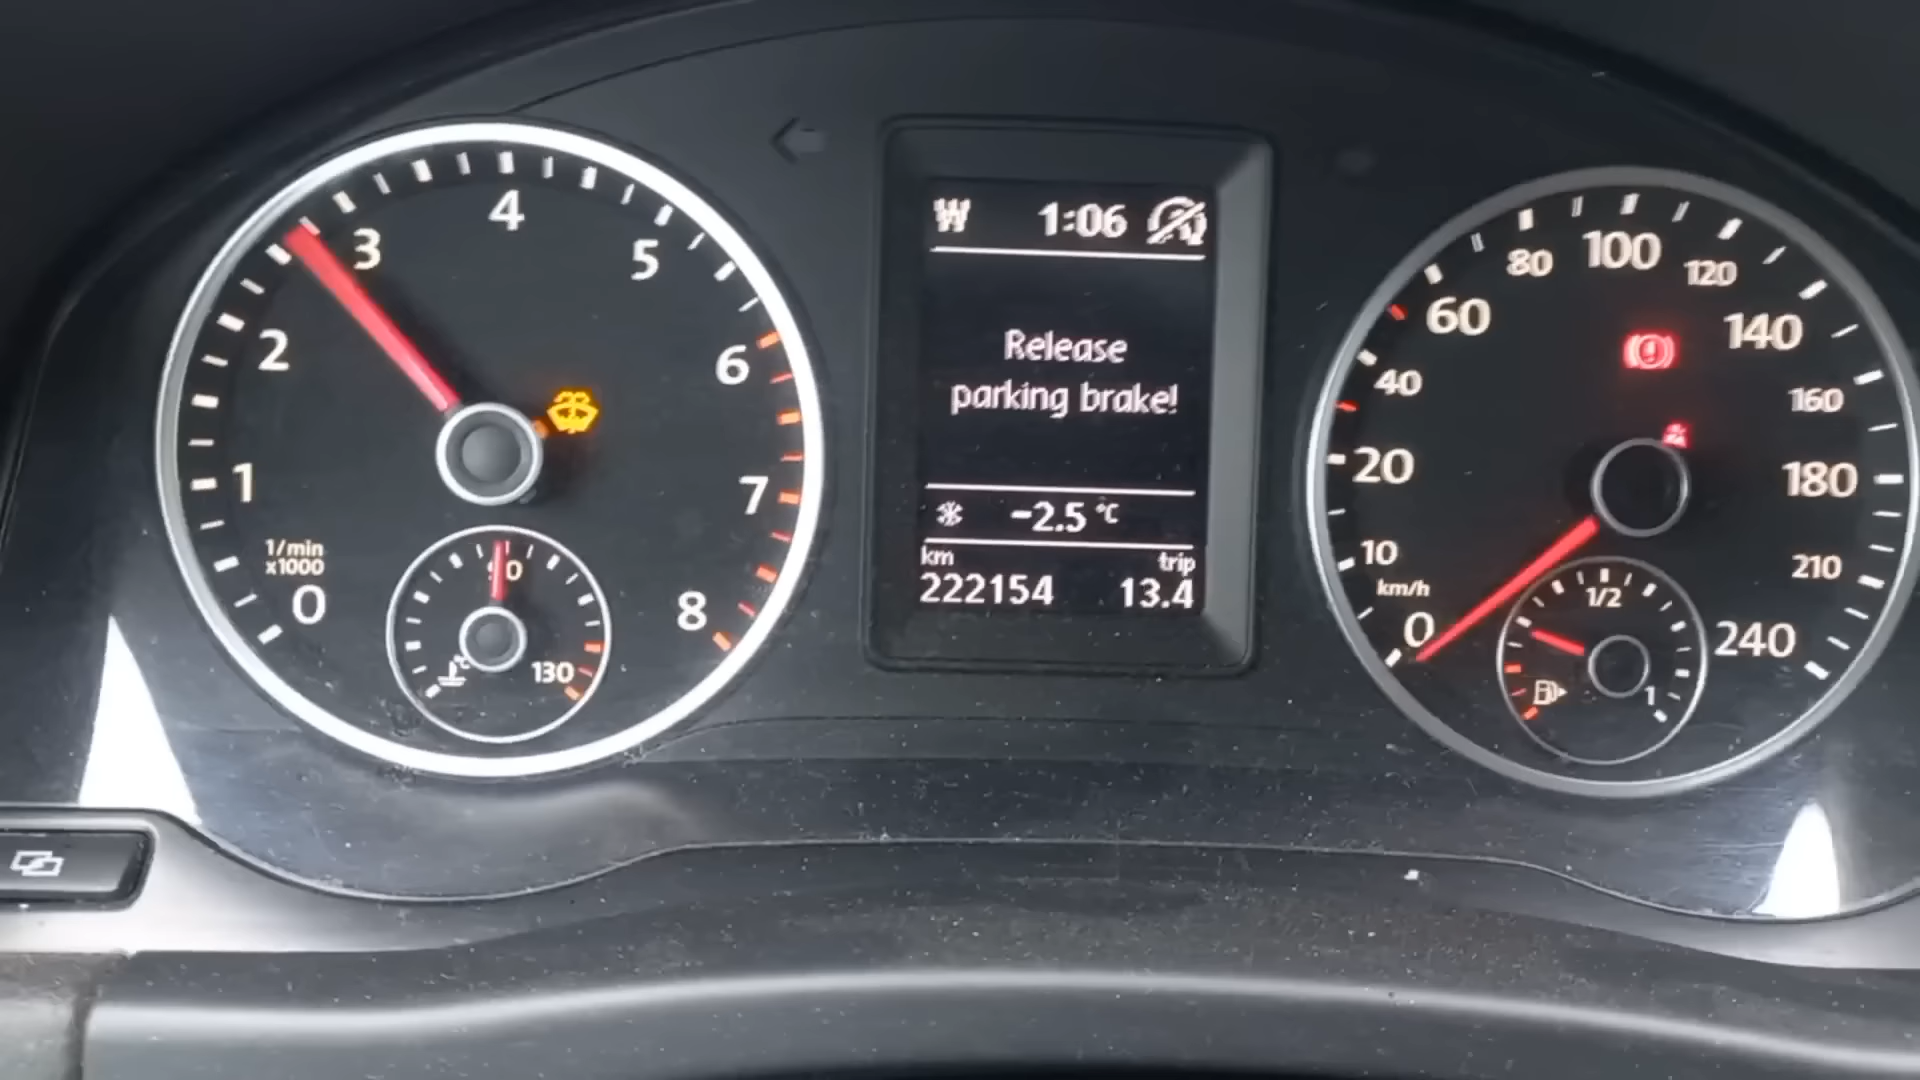 W 1:06
Release
parking brake!
-2.5 °C
km trip
222154 13.4
0 1 2 3 4 5 6 7 8
1/min
x1000
90 130
°C
0 10 20 40 60 80 100 120 140 160 180 210 240
km/h
1/2 1